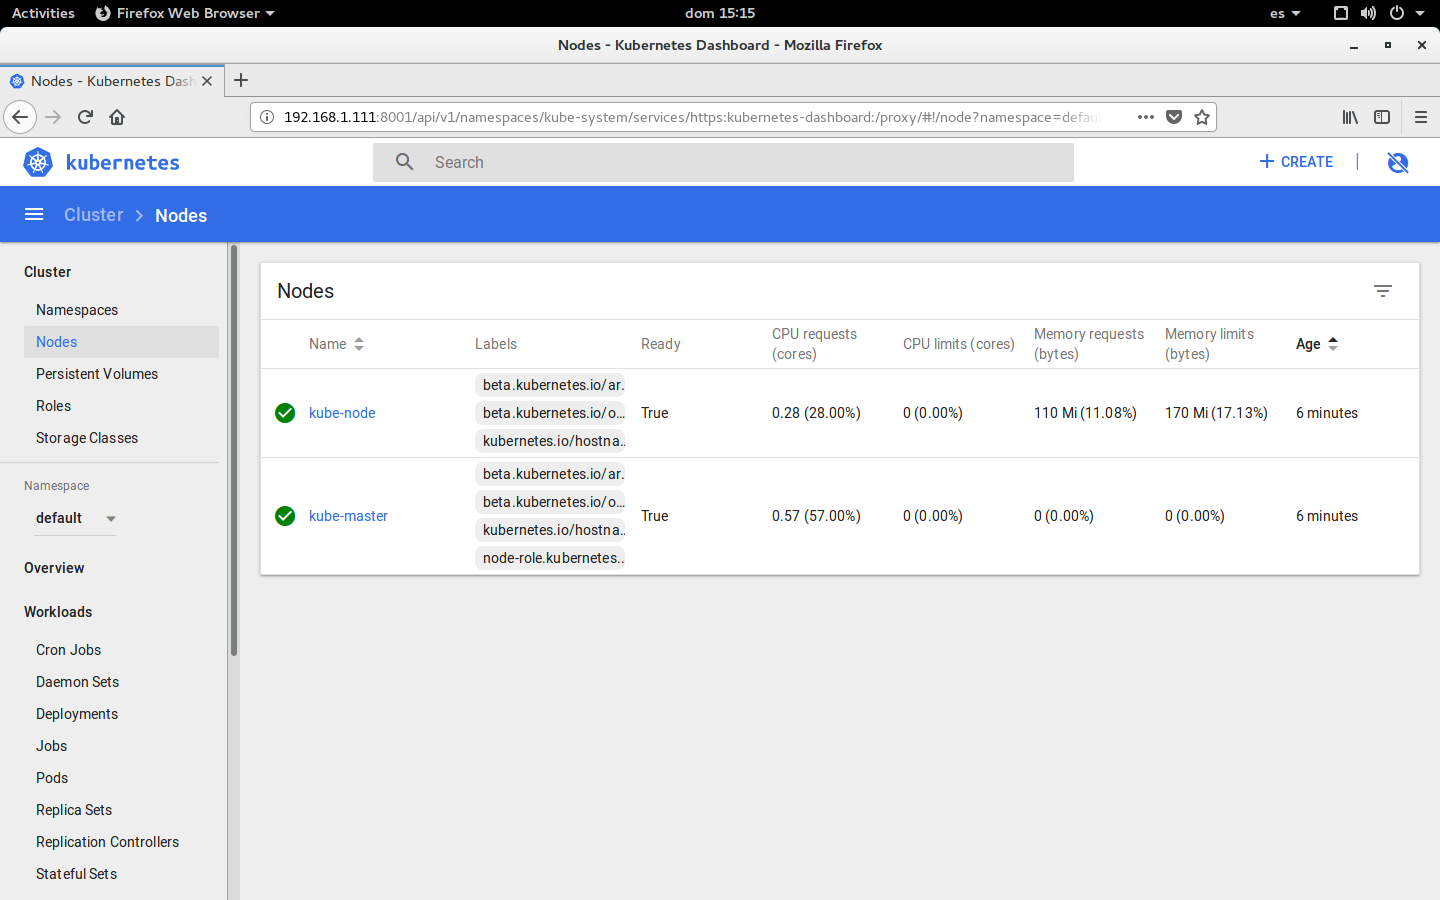 Activities Firefox Web Browser dom 15:15 es
Nodes - Kubernetes Dashboard - Mozilla Firefox
Nodes - Kubernetes Dash
192.168.1.111:8001/api/v1/namespaces/kube-system/services/https:kubernetes-dashboard:/proxy/#!/node?namespace=defau
kubernetes Search + CREATE
Cluster > Nodes
Cluster
Namespaces
Nodes
Persistent Volumes
Roles
Storage Classes
Namespace
default
Overview
Workloads
Cron Jobs
Daemon Sets
Deployments
Jobs
Pods
Replica Sets
Replication Controllers
Stateful Sets
Nodes
Name Labels Ready CPU requests (cores) CPU limits (cores) Memory requests (bytes) Memory limits (bytes) Age
beta.kubernetes.io/ar.
kube-node beta.kubernetes.io/o... True 0.28 (28.00%) 0 (0.00%) 110 Mi (11.08%) 170 Mi (17.13%) 6 minutes
kubernetes.io/hostna..
beta.kubernetes.io/ar.
beta.kubernetes.io/o...
kube-master True 0.57 (57.00%) 0 (0.00%) 0 (0.00%) 0 (0.00%) 6 minutes
kubernetes.io/hostna..
node-role.kubernetes..